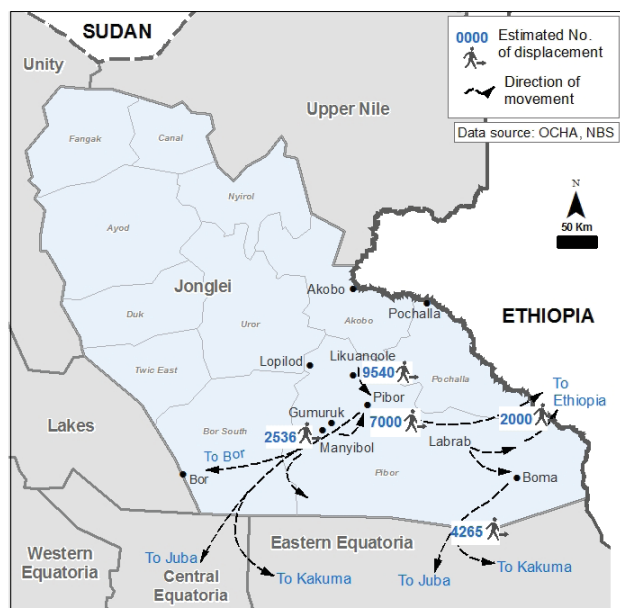 SUDAN
Unity
Upper Nile
0000 Estimated No.
of displacement
Direction of
movement
Data source: OCHA, NBS
N
50 Km
Fangak
Canal
Nyirol
Ayod
Jonglei
Akobo
Pochalla
ETHIOPIA
Duk
Uror
Akobo
Twic East
Lopilod
Likuangole
9540
Pochalla
To
Ethiopia
Pibor
Lakes
Bor South
Gumuruk
7000
2000
2536
Manyibol
Labrab
To Bor
Pibor
Bor
Boma
Western
Equatoria
To Juba
Central
Equatoria
Eastern Equatoria
4265
To Kakuma
To Juba
To Kakuma